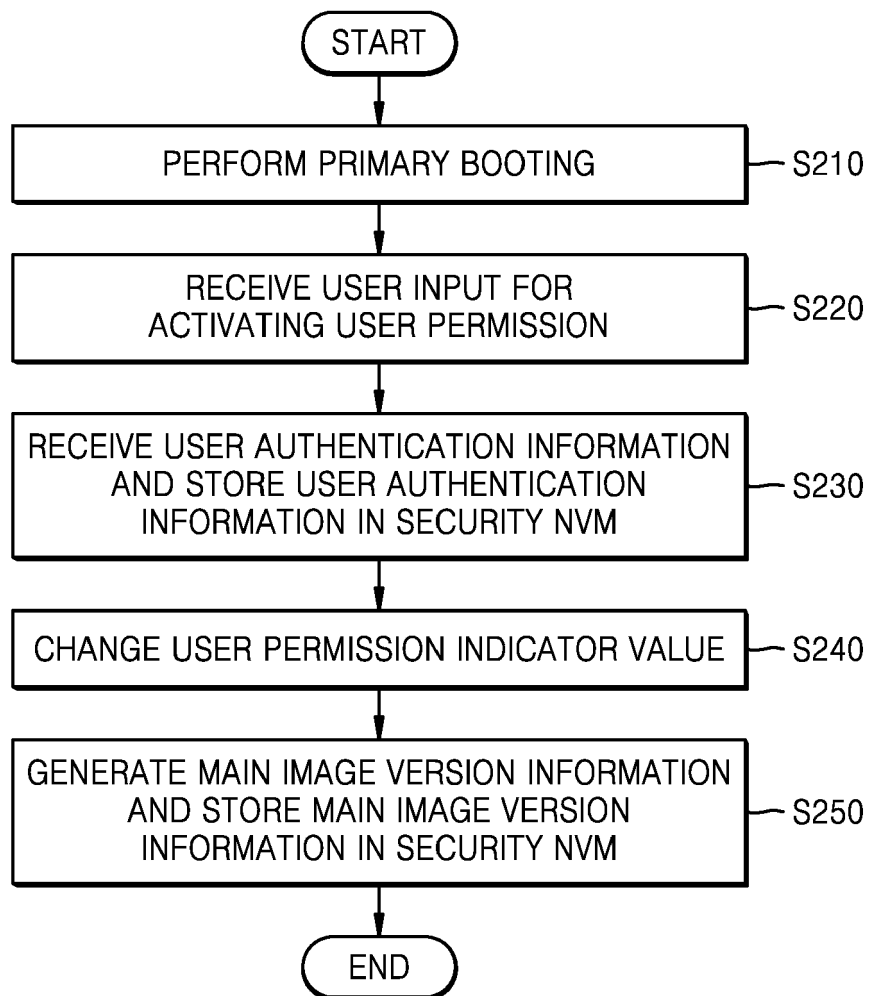 START
PERFORM PRIMARY BOOTING
S210
RECEIVE USER INPUT FOR
ACTIVATING USER PERMISSION
S220
RECEIVE USER AUTHENTICATION INFORMATION
AND STORE USER AUTHENTICATION
INFORMATION IN SECURITY NVM
S230
CHANGE USER PERMISSION INDICATOR VALUE
S240
GENERATE MAIN IMAGE VERSION INFORMATION
AND STORE MAIN IMAGE VERSION
INFORMATION IN SECURITY NVM
S250
END